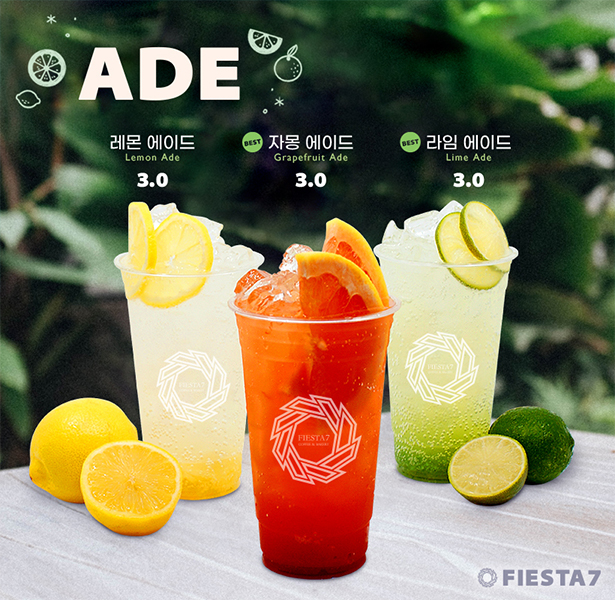 ADE
레몬 에이드
Lemon Ade
3.0
BEST 자몽 에이드
Grapefruit Ade
3.0
BEST 라임 에이드
Lime Ade
3.0
FIESTA7
FIESTA7
FIESTA7
FIESTA7